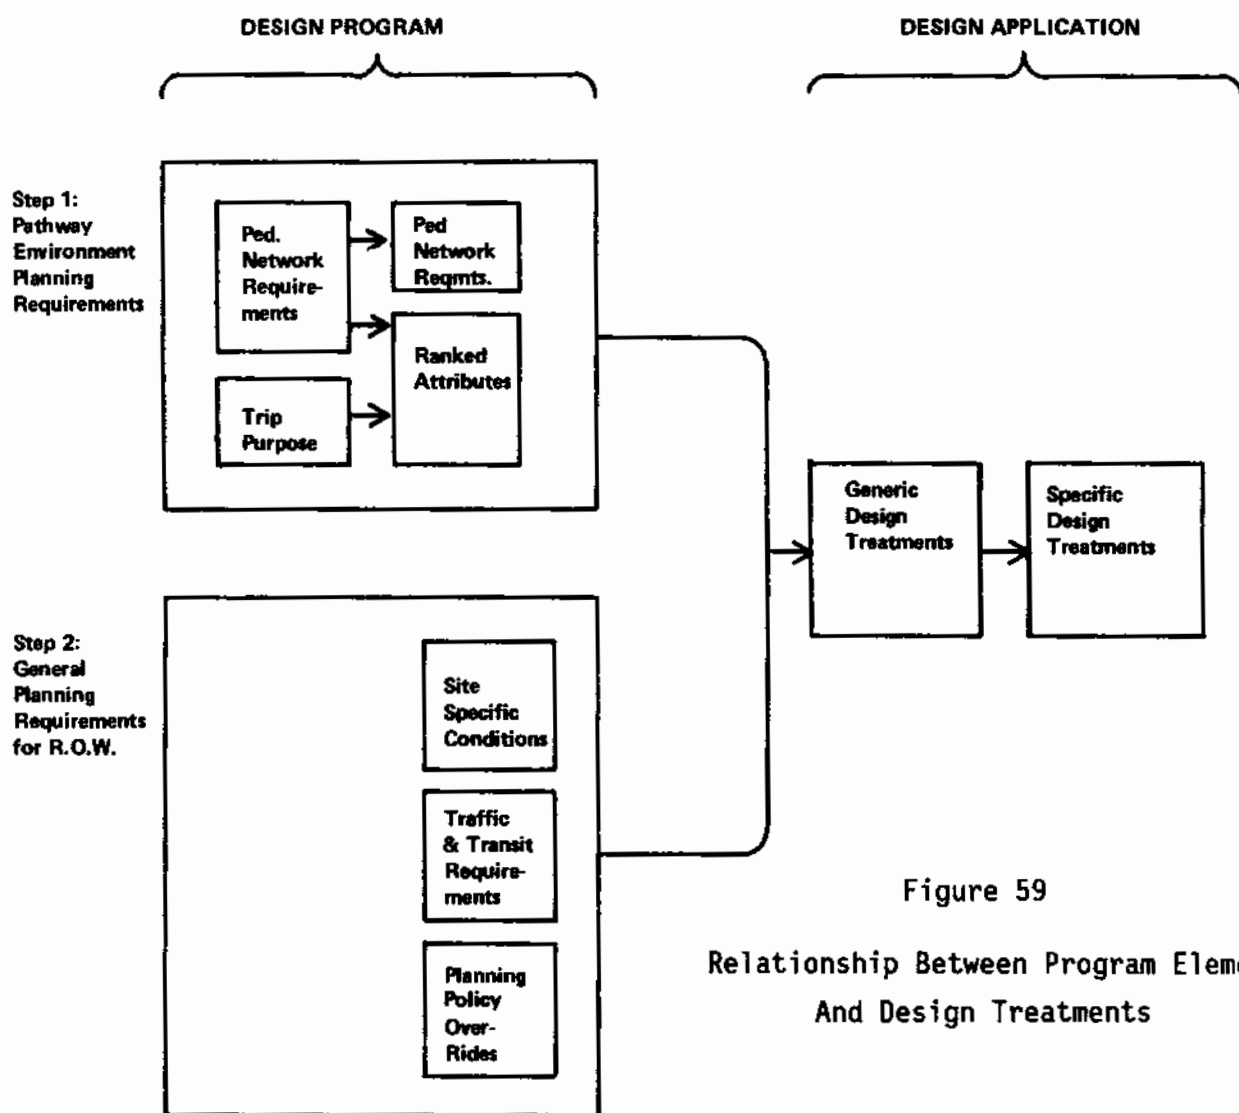 DESIGN PROGRAM
DESIGN APPLICATION
Step 1:
Pathway
Environment
Planning
Requirements
Ped.
Network
Require-
ments
Ped
Network
Reqmts.
Ranked
Attributes
Trip
Purpose
Generic
Design
Treatments
Specific
Design
Treatments
Step 2:
General
Planning
Requirements
for R.O.W.
Site
Specific
Conditions
Traffic
& Transit
Require-
ments
Planning
Policy
Over-
Rides
Figure 59
Relationship Between Program Eleme
And Design Treatments